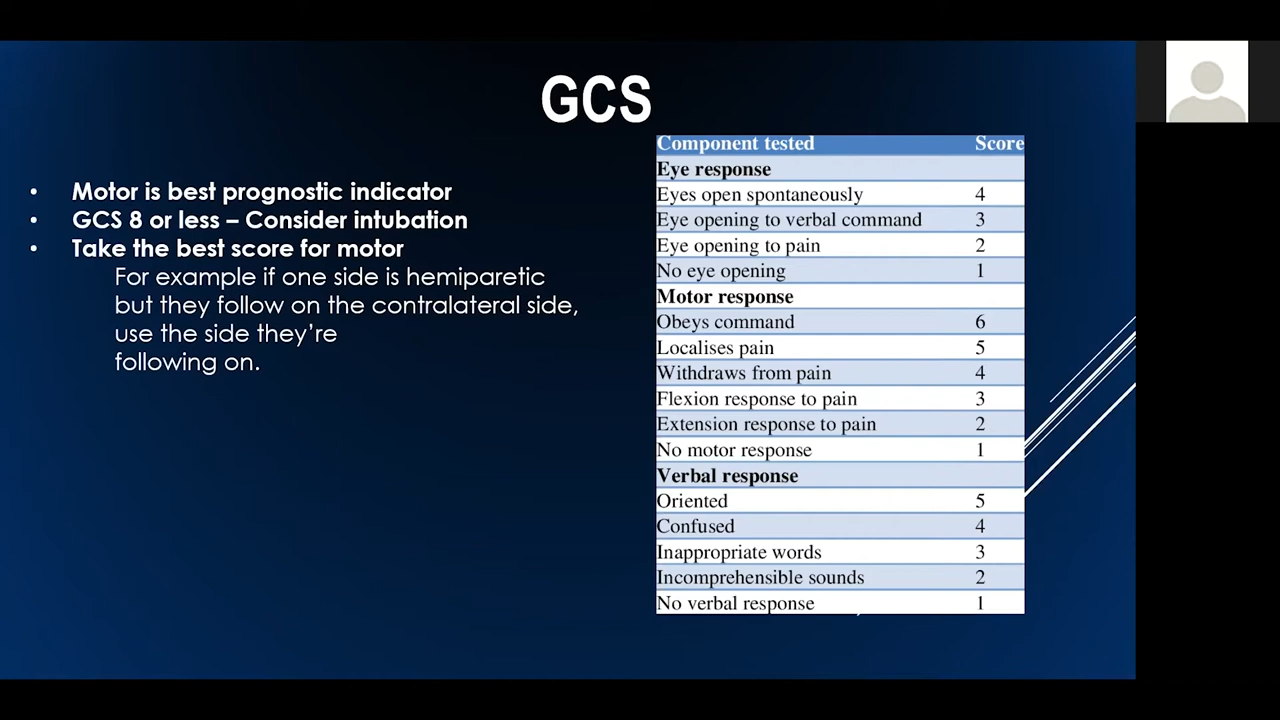 GCS
• Motor is best prognostic indicator
• GCS 8 or less – Consider intubation
• Take the best score for motor
For example if one side is hemiparetic
but they follow on the contralateral side,
use the side they’re
following on.
Component tested Score
Eye response
Eyes open spontaneously 4
Eye opening to verbal command 3
Eye opening to pain 2
No eye opening 1
Motor response
Obeys command 6
Localises pain 5
Withdraws from pain 4
Flexion response to pain 3
Extension response to pain 2
No motor response 1
Verbal response
Oriented 5
Confused 4
Inappropriate words 3
Incomprehensible sounds 2
No verbal response 1